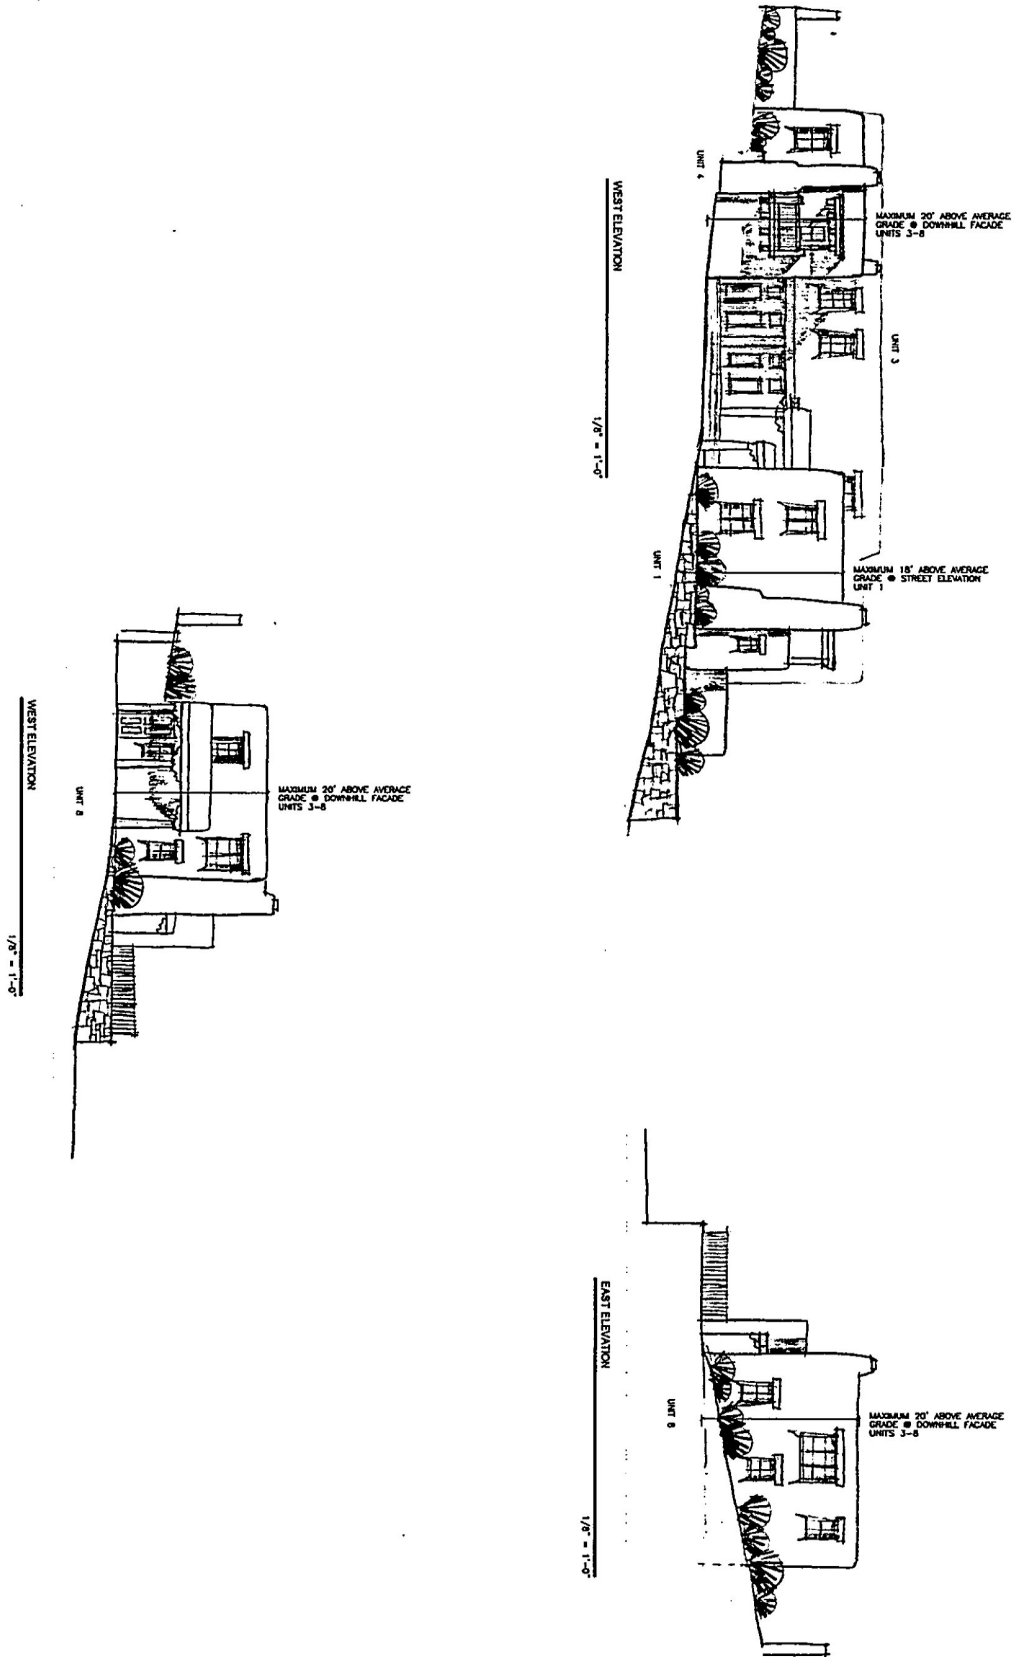 UNIT 4
WEST ELEVATION
MAXIMUM 20' ABOVE AVERAGE
GRADE @ DOWNHILL FACADE
UNITS 3-8
UNIT 3
1/8" = 1'-0"
UNIT 1
MAXIMUM 18' ABOVE AVERAGE
GRADE @ STREET ELEVATION
UNIT 1
WEST ELEVATION
UNIT 8
MAXIMUM 20' ABOVE AVERAGE
GRADE @ DOWNHILL FACADE
UNITS 3-8
1/8" = 1'-0"
EAST ELEVATION
UNIT 8
MAXIMUM 20' ABOVE AVERAGE
GRADE @ DOWNHILL FACADE
UNITS 3-8
1/8" = 1'-0"